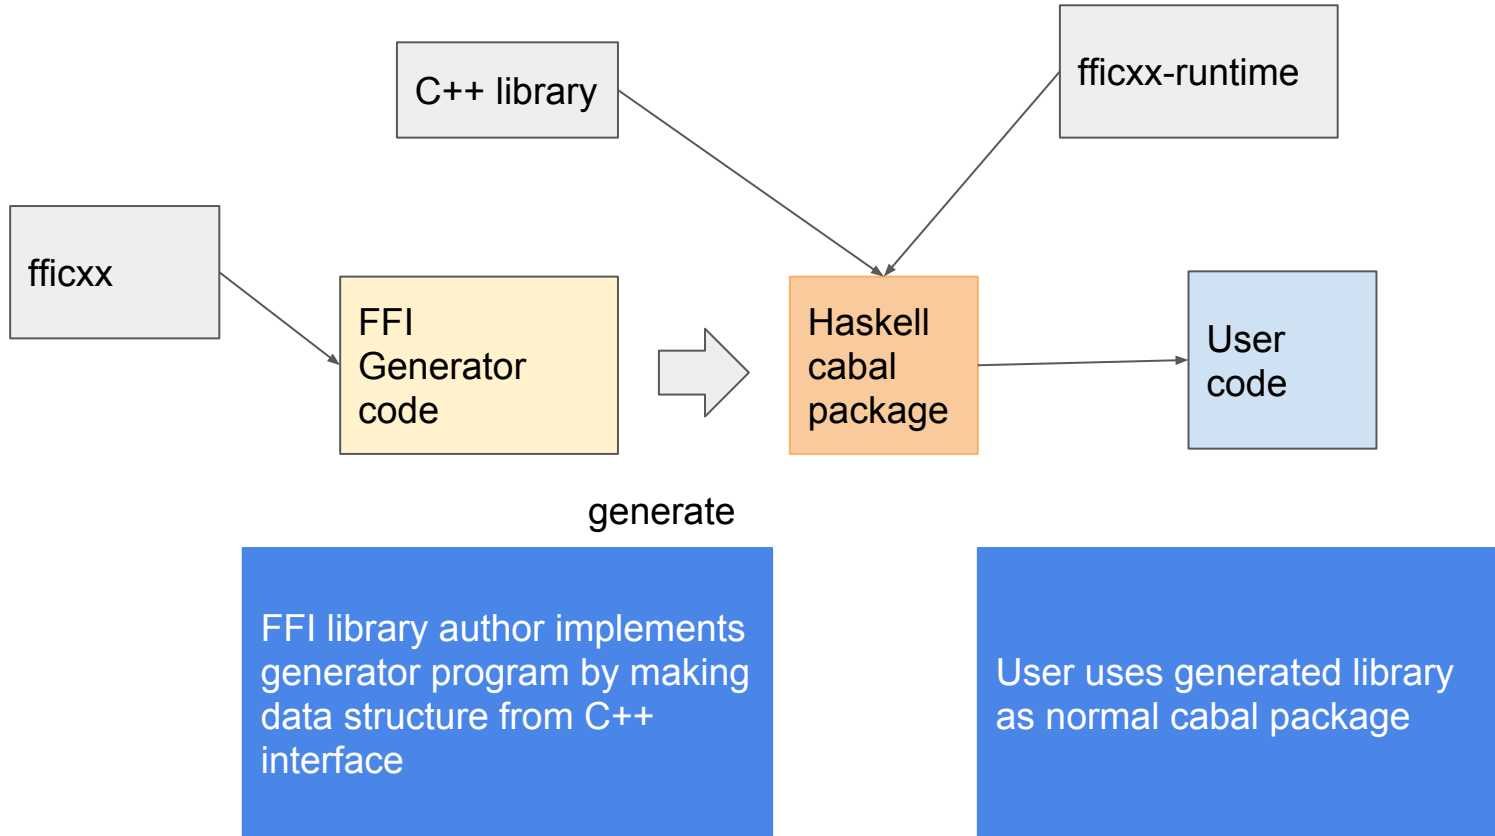 C++ library
fficxx-runtime
fficxx
FFI
Generator
code
Haskell
cabal
package
User
code
generate
FFI library author implements
generator program by making
data structure from C++
interface
User uses generated library
as normal cabal package